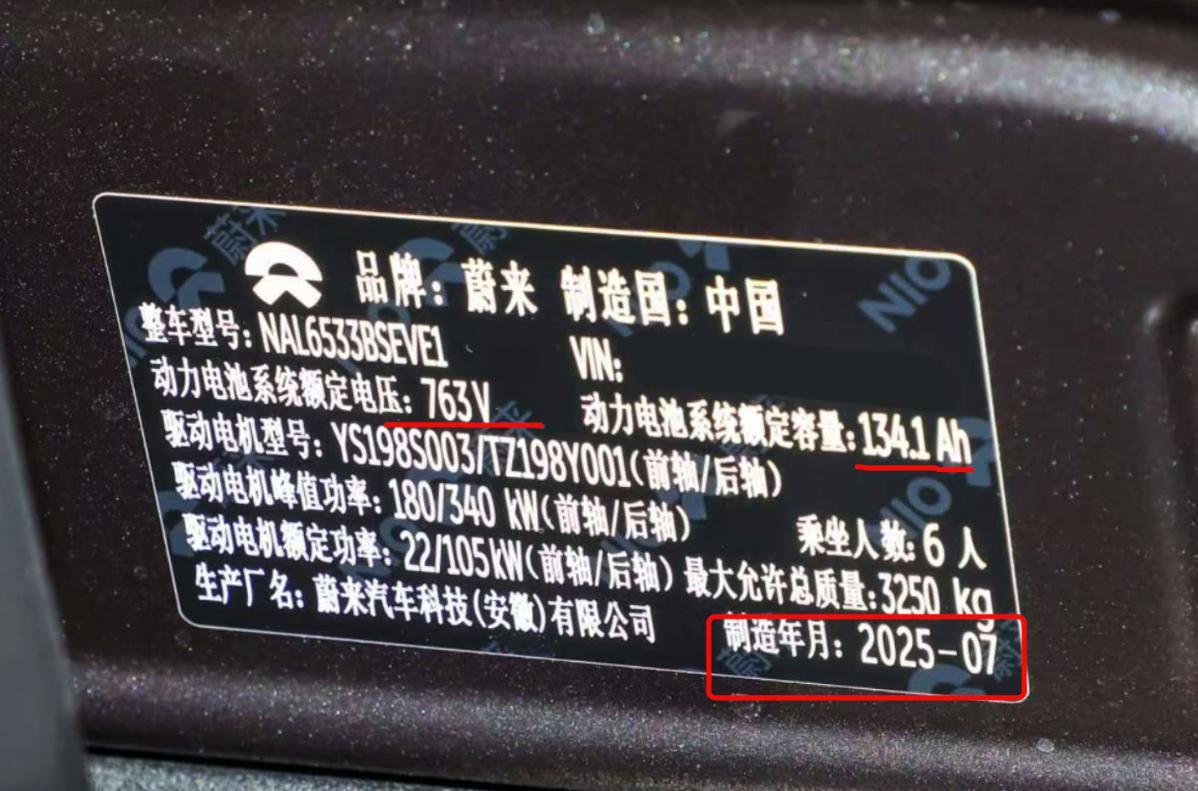 品牌：蔚来 制造国：中国
整车型号：NAL6533BSEVE1 VIN:
动力电池系统额定电压：763V 动力电池系统额定容量：134.1 Ah
驱动电机型号：YS198S003/TZ198Y001(前轴/后轴)
驱动电机峰值功率：180/340 kW(前轴/后轴) 乘坐人数：6 人
驱动电机额定功率：22/105kW(前轴/后轴) 最大允许总质量：3250 kg
生产厂名：蔚来汽车科技(安徽)有限公司 制造年月：2025-07
蔚来
NIO